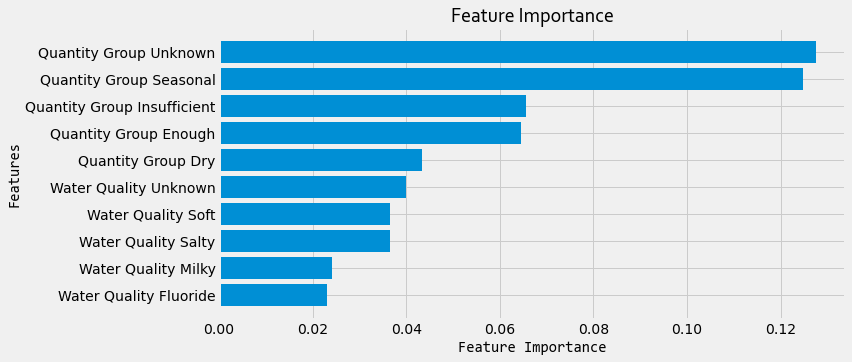 Feature Importance
Quantity Group Unknown
Quantity Group Seasonal
Quantity Group Insufficient
Quantity Group Enough
Quantity Group Dry
Water Quality Unknown
Water Quality Soft
Water Quality Salty
Water Quality Milky
Water Quality Fluoride
Features
0.00 0.02 0.04 0.06 0.08 0.10 0.12
Feature Importance